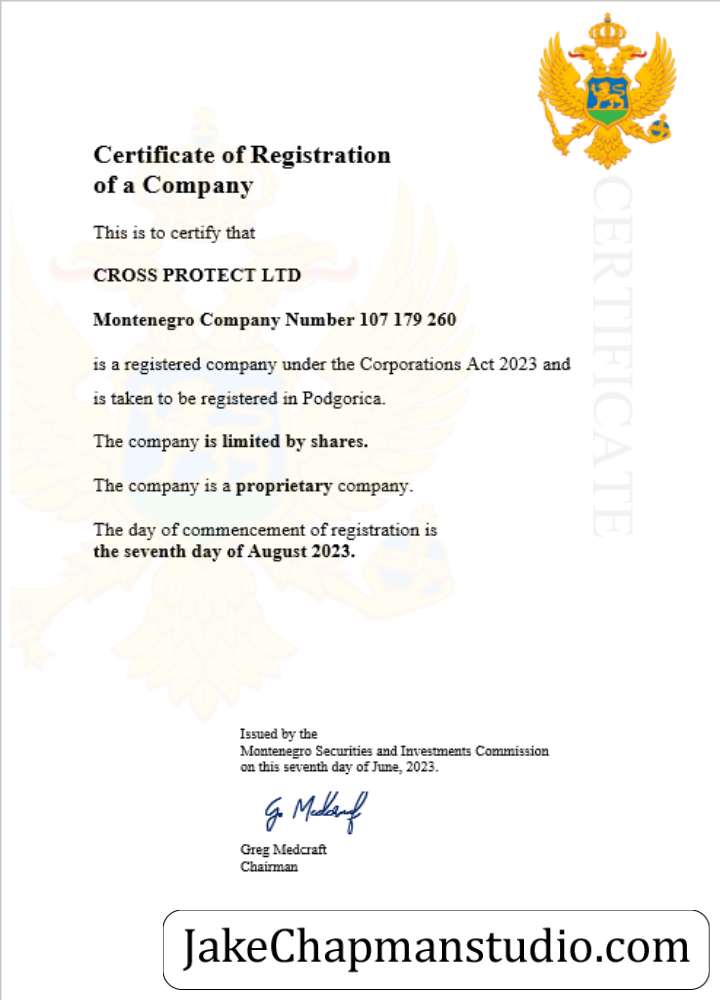 Certificate of Registration
of a Company
This is to certify that
CROSS PROTECT LTD
Montenegro Company Number 107 179 260
is a registered company under the Corporations Act 2023 and
is taken to be registered in Podgorica.
The company is limited by shares.
The company is a proprietary company.
The day of commencement of registration is
the seventh day of August 2023.
CERTIFICATE
Issued by the
Montenegro Securities and Investments Commission
on this seventh day of June, 2023.
G. Medcraft
Greg Medcraft
Chairman
JakeChapmanstudio.com